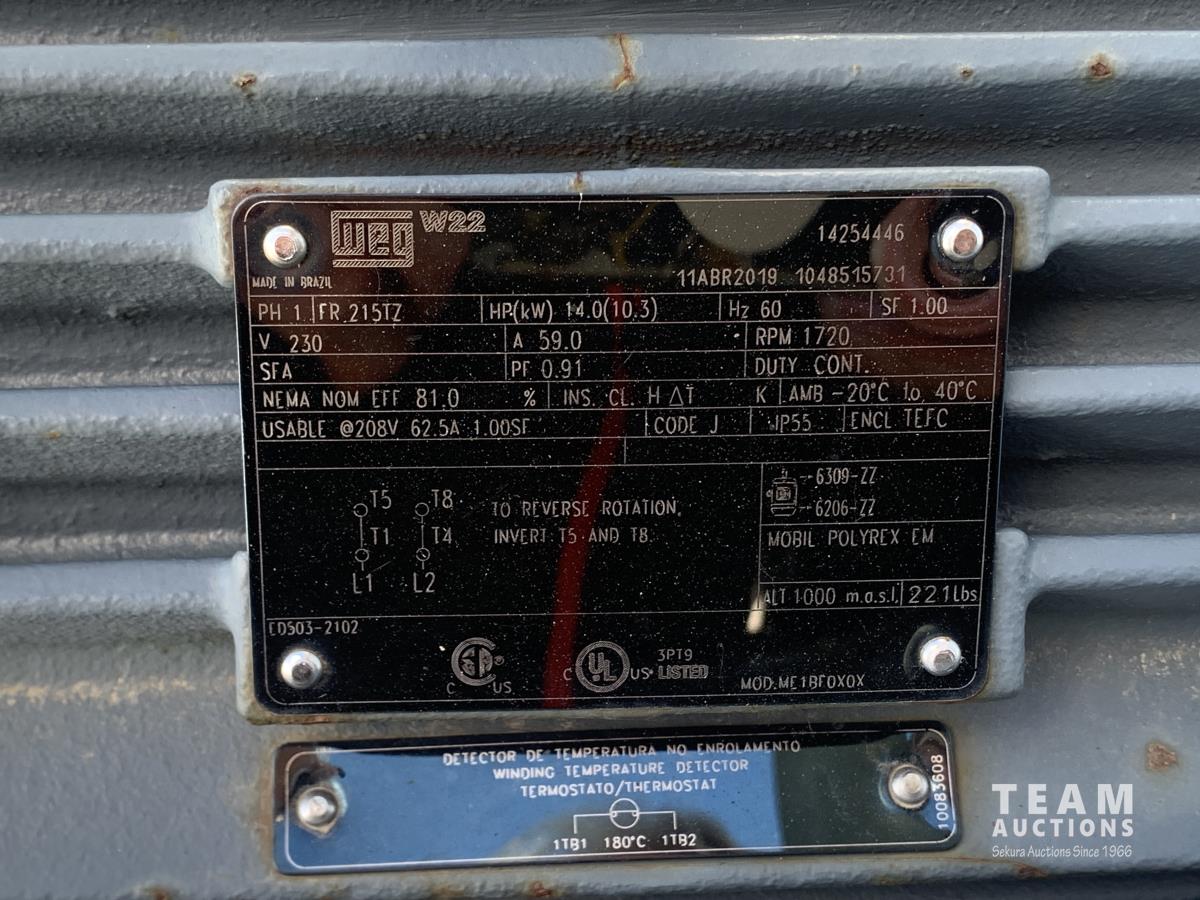 WEG W22
14254446
MADE IN BRAZIL
11ABR2019 1048515731
PH 1 FR 215TZ HP(kW) 14.0(10.3) Hz 60 SF 1.00
V 230 A 59.0 RPM 1720
SFA PF 0.91 DUTY CONT.
NEMA NOM EFF 81.0 % INS. CL. H ΔT K AMB -20°C to 40°C
USABLE @208V 62.5A 1.00SF CODE J IP55 ENCL TEFC
6309-ZZ
6206-ZZ
MOBIL POLYREX EM
ALT 1000 m.a.s.l. 221Lbs
T5 T8
T1 T4
L1 L2
TO REVERSE ROTATION,
INVERT T5 AND T8.
EDS03-2102
C SA® US
C UL US LISTED 3PT9
MOD.ME1BF0X0X
DETECTOR DE TEMPERATURA NO ENROLAMENTO
WINDING TEMPERATURE DETECTOR
TERMOSTATO/THERMOSTAT
1TB1 180°C 1TB2
10083608
TEAM
AUCTIONS
Sekura Auctions Since 1966